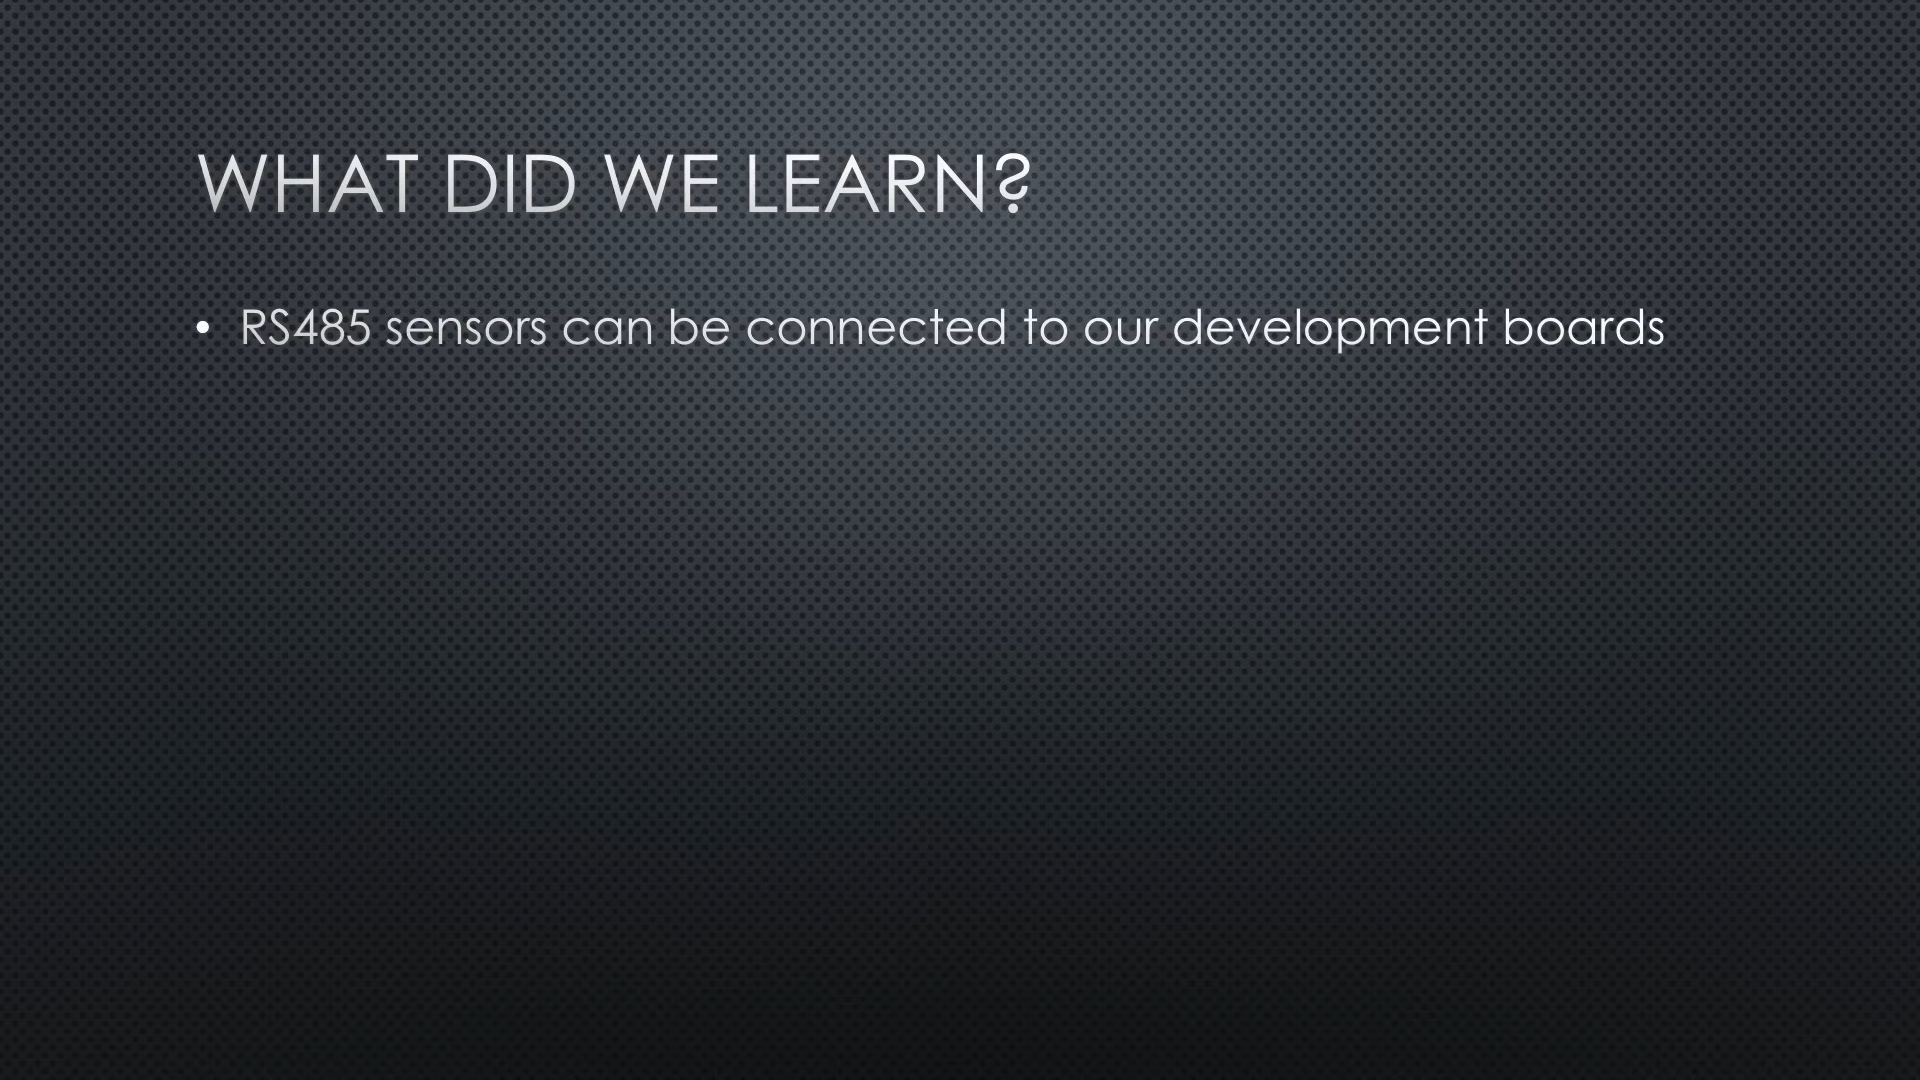 WHAT DID WE LEARN?
• RS485 sensors can be connected to our development boards